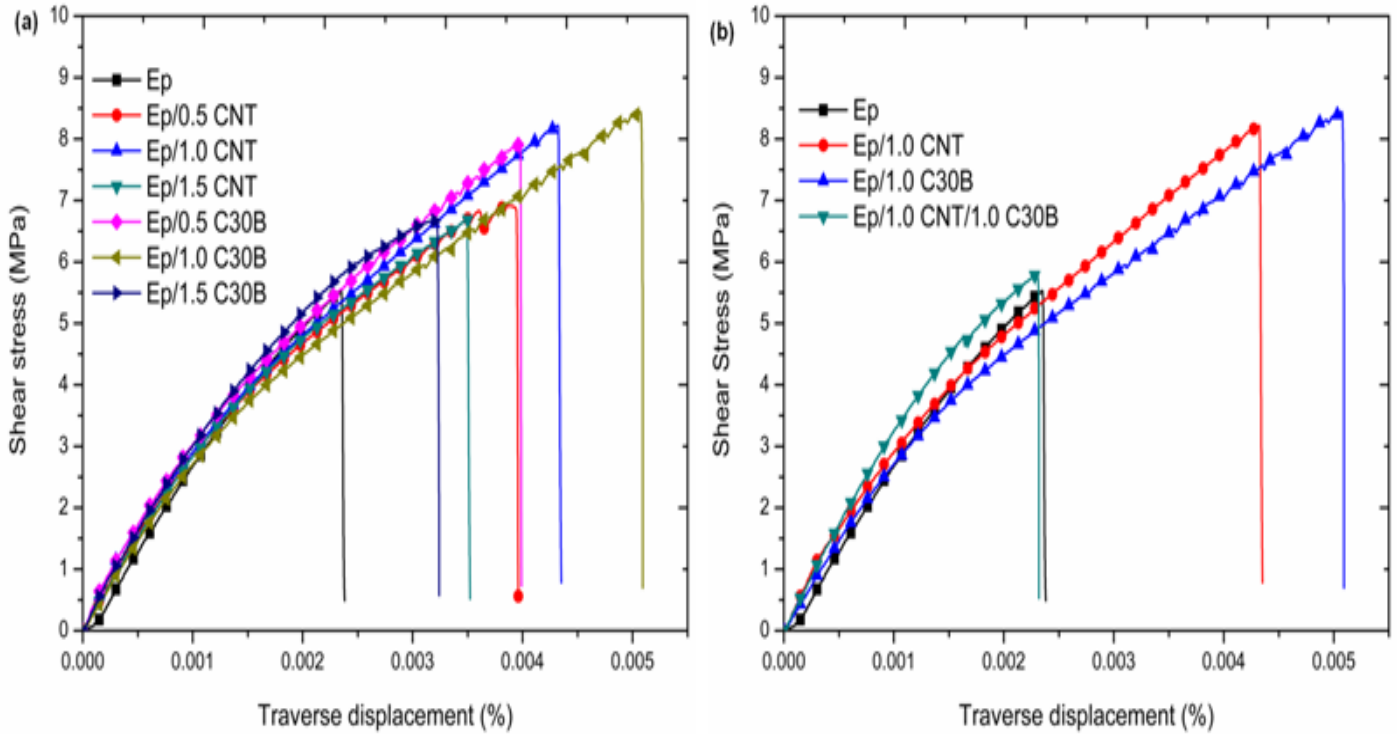 (a)
Shear stress (MPa)
10
9
8
7
6
5
4
3
2
1
0
Ep
Ep/0.5 CNT
Ep/1.0 CNT
Ep/1.5 CNT
Ep/0.5 C30B
Ep/1.0 C30B
Ep/1.5 C30B
0.000 0.001 0.002 0.003 0.004 0.005
Traverse displacement (%)
(b)
Shear Stress (MPa)
10
9
8
7
6
5
4
3
2
1
0
Ep
Ep/1.0 CNT
Ep/1.0 C30B
Ep/1.0 CNT/1.0 C30B
0.000 0.001 0.002 0.003 0.004 0.005
Traverse displacement (%)